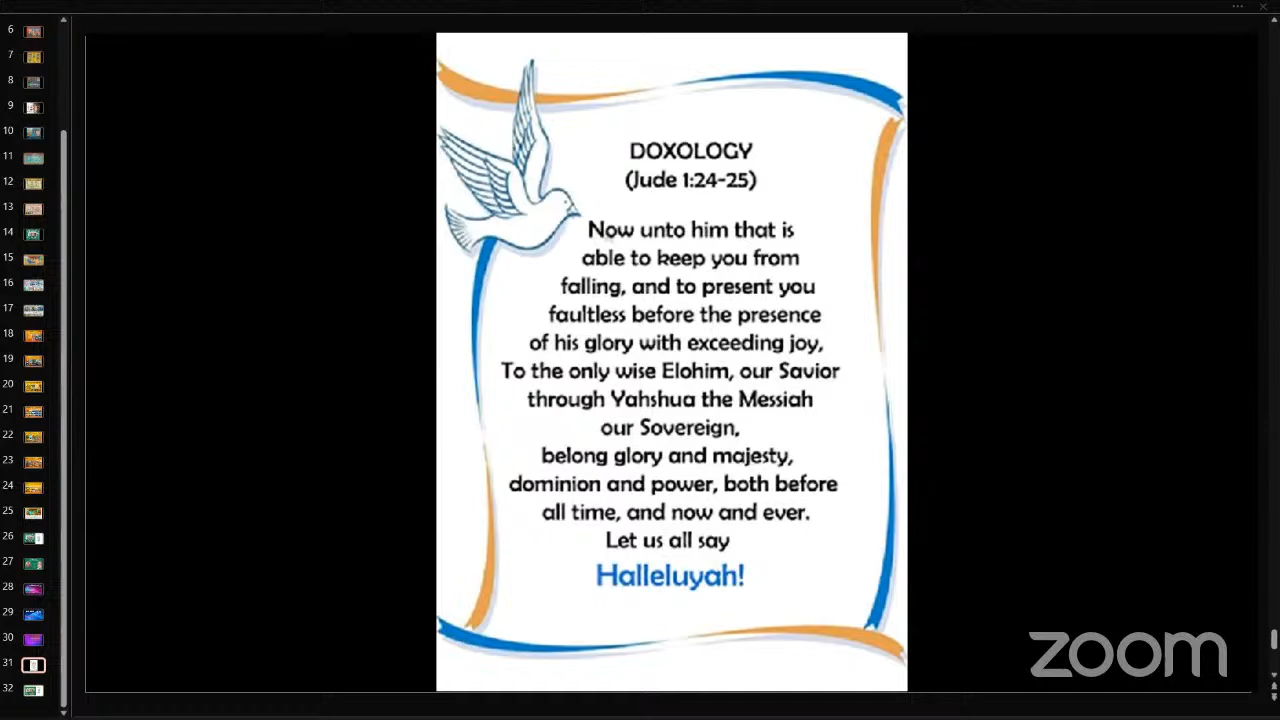 6
7
8
9
10
11
12
13
14
15
16
17
18
19
20
21
22
23
24
25
26
27
28
29
30
31
32
DOXOLOGY
(Jude 1:24-25)
Now unto him that is
able to keep you from
falling, and to present you
faultless before the presence
of his glory with exceeding joy,
To the only wise Elohim, our Savior
through Yahshua the Messiah
our Sovereign,
belong glory and majesty,
dominion and power, both before
all time, and now and ever.
Let us all say
Halleluyah!
zoom